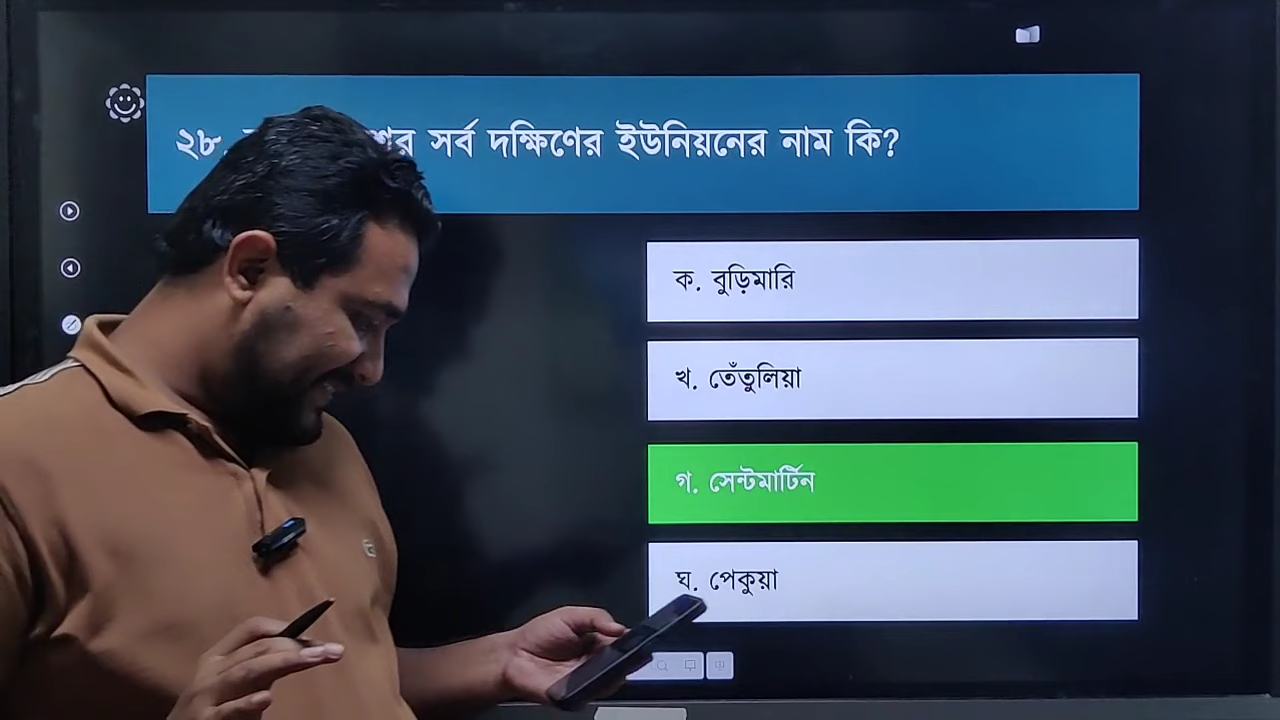 ২৮. সর্ব দক্ষিণের ইউনিয়নের নাম কি?
ক. বুড়িমারি
খ. তেঁতুলিয়া
গ. সেন্টমার্টিন
ঘ. পেকুয়া